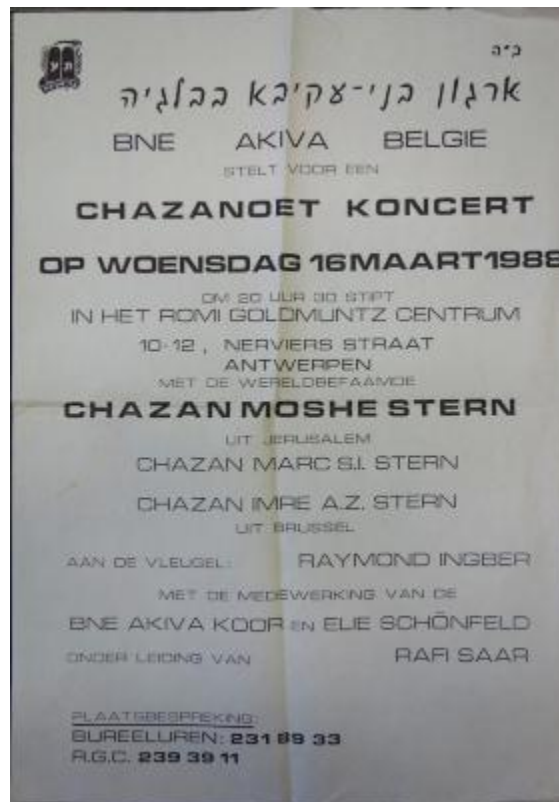 ב"ה
ארגון בני-עקיבא בבלגיה
BNE AKIVA BELGIE
STELT VOOR EEN
CHAZANOET KONCERT
OP WOENSDAG 16 MAART 1988
OM 20 UUR 30 STIPT
IN HET ROMI GOLDMUNTZ CENTRUM
10-12, NERVIERS STRAAT
ANTWERPEN
MET DE WERELDBEFAAMDE
CHAZAN MOSHE STERN
UIT JERUSALEM
CHAZAN MARC S.I. STERN
CHAZAN IMRE A.Z. STERN
UIT BRUSSEL
AAN DE VLEUGEL: RAYMOND INGBER
MET DE MEDEWERKING VAN DE
BNE AKIVA KOOR EN ELIE SCHÖNFELD
ONDER LEIDING VAN RAFI SAAR
PLAATSBESPREKING:
BUREELUREN: 231 89 33
R.G.C. 239 39 11